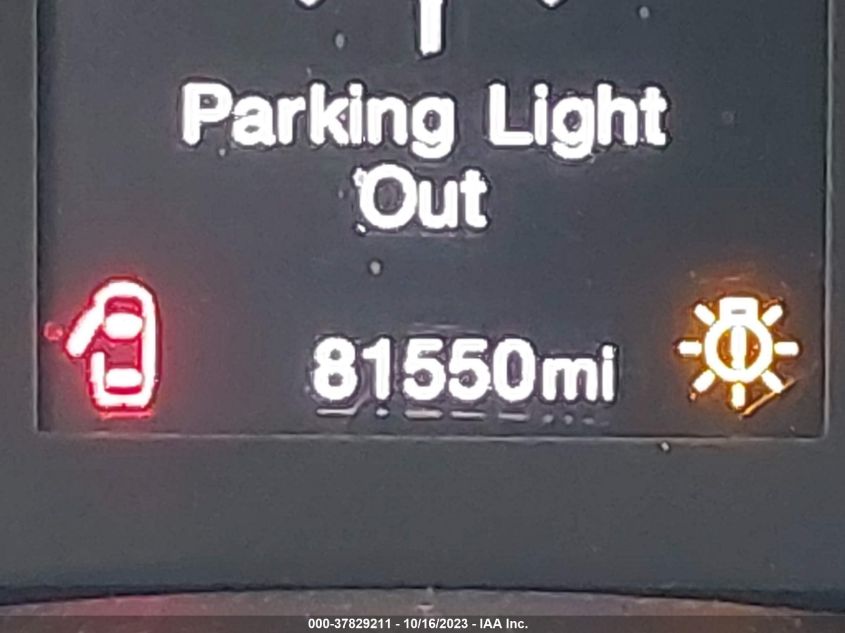 Parking Light
Out
81550mi
000-37829211 - 10/16/2023 - IAA Inc.